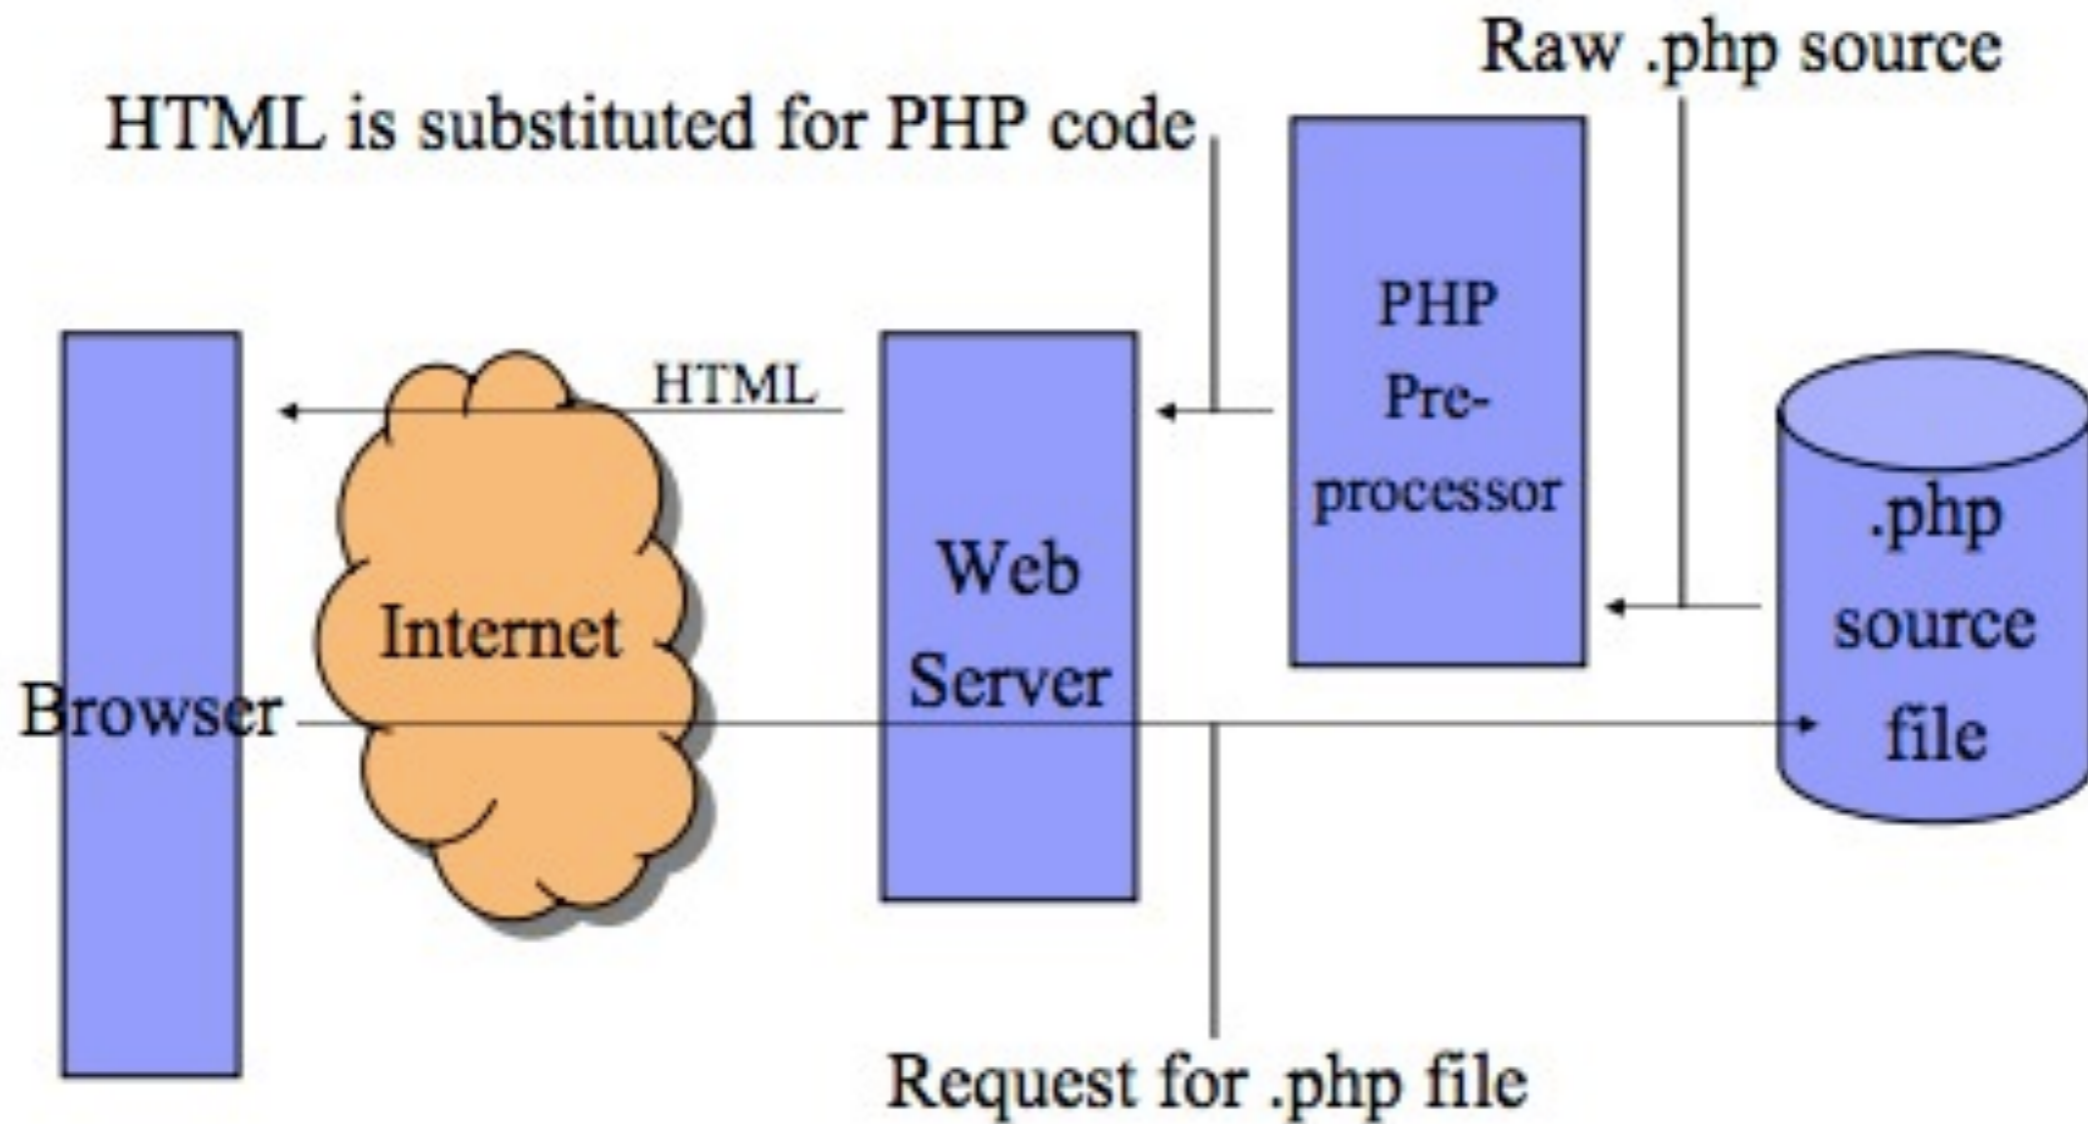 Raw .php source
HTML is substituted for PHP code
PHP
Pre-
processor
HTML
.php
source
file
Web
Server
Internet
Browser
Request for .php file